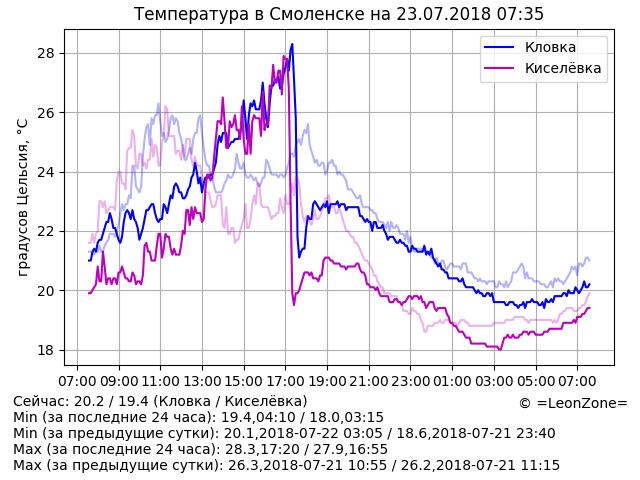 Температура в Смоленске на 23.07.2018 07:35
градусов Цельсия, °C
28
26
24
22
20
18
Кловка
Киселёвка
07:00 09:00 11:00 13:00 15:00 17:00 19:00 21:00 23:00 01:00 03:00 05:00 07:00
Сейчас: 20.2 / 19.4 (Кловка / Киселёвка)
© =LeonZone=
Min (за последние 24 часа): 19.4,04:10 / 18.0,03:15
Min (за предыдущие сутки): 20.1,2018-07-22 03:05 / 18.6,2018-07-21 23:40
Max (за последние 24 часа): 28.3,17:20 / 27.9,16:55
Max (за предыдущие сутки): 26.3,2018-07-21 10:55 / 26.2,2018-07-21 11:15